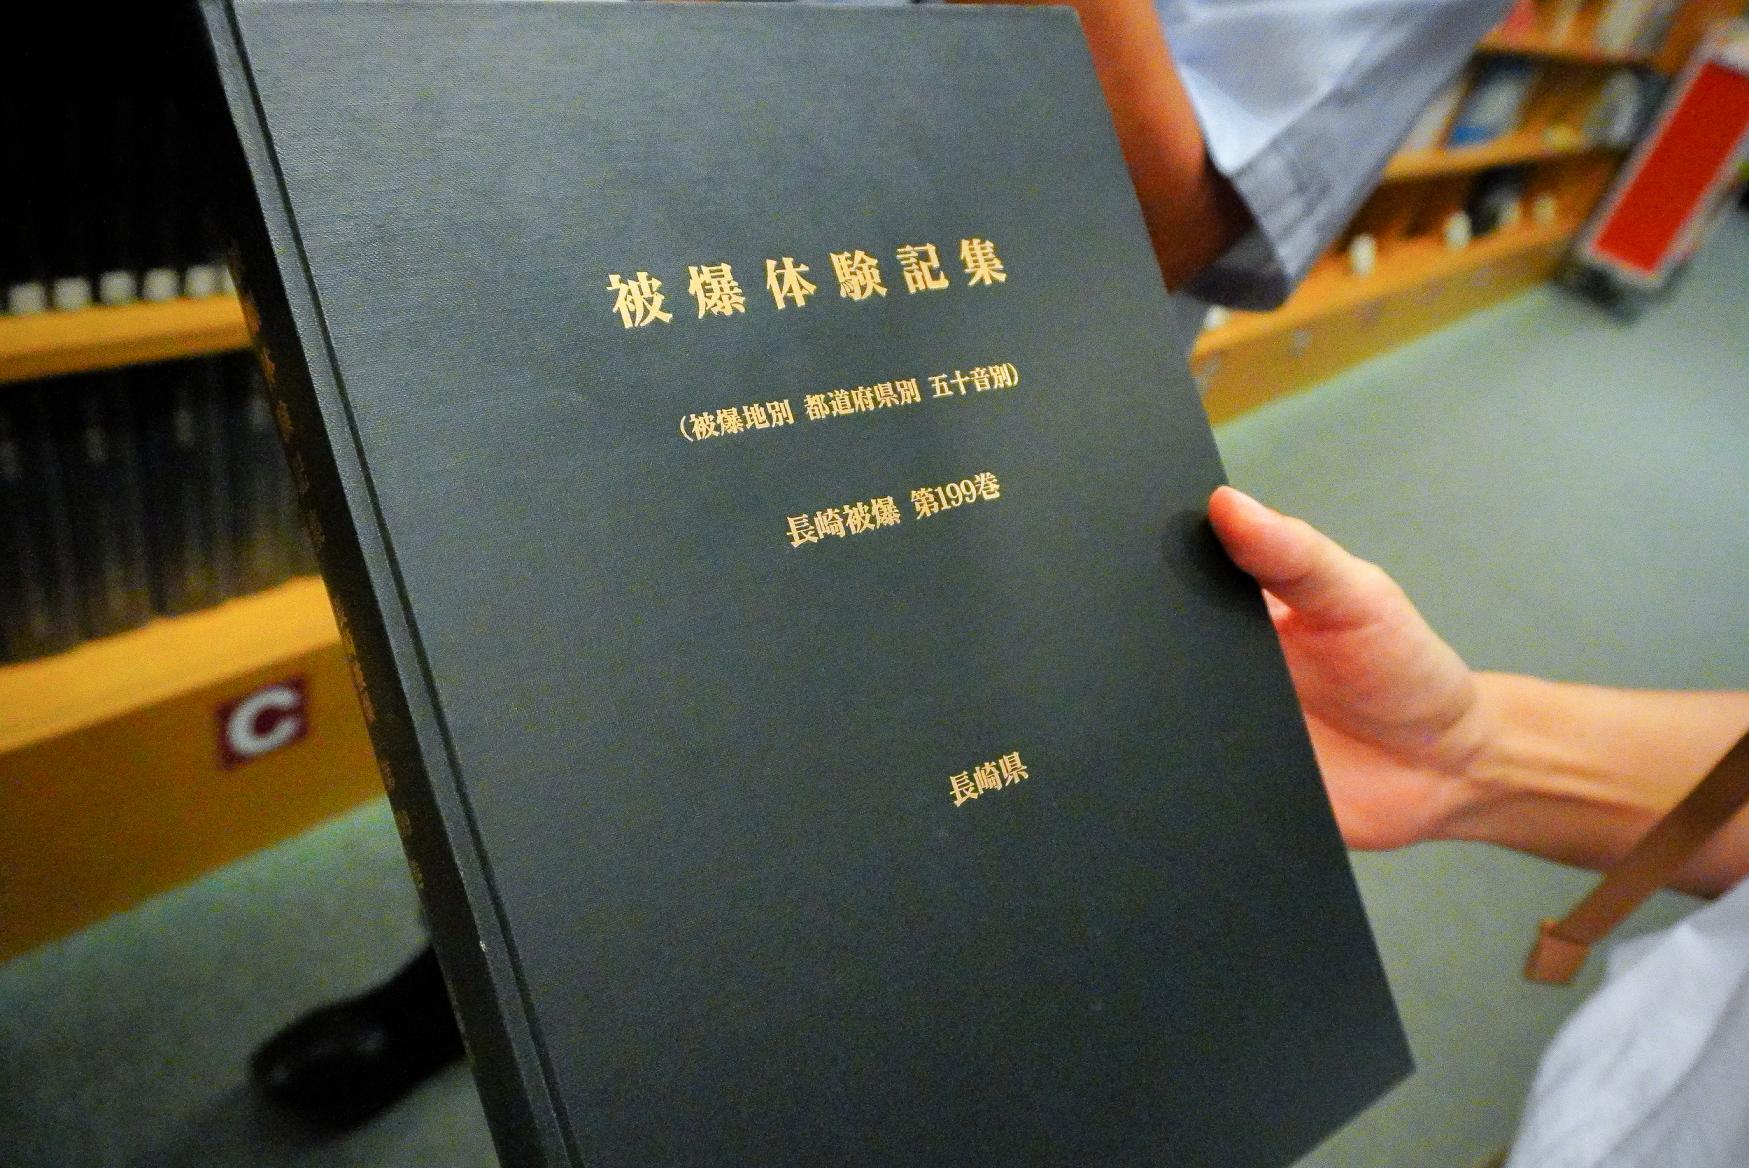 被爆体験記集
(被爆地別 都道府県別 五十音別)
長崎被爆 第199巻
長崎県
C